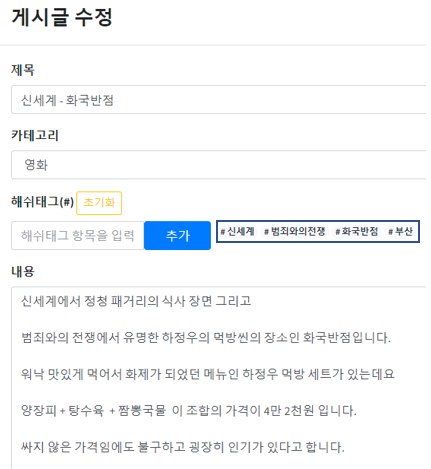 게시글 수정
제목
신세계 - 화국반점
카테고리
영화
해쉬태그(#) 초기화
해쉬태그 항목을 입력 추가 # 신세계 # 범죄와의전쟁 # 화국반점 # 부산
내용
신세계에서 정청 패거리의 식사 장면 그리고
범죄와의 전쟁에서 유명한 하정우의 먹방씬의 장소인 화국반점입니다.
워낙 맛있게 먹어서 화제가 되었던 메뉴인 하정우 먹방 세트가 있는데요
양장피 + 탕수육 + 짬뽕국물 이 조합의 가격이 4만 2천원 입니다.
싸지 않은 가격임에도 불구하고 굉장히 인기가 있다고 합니다.